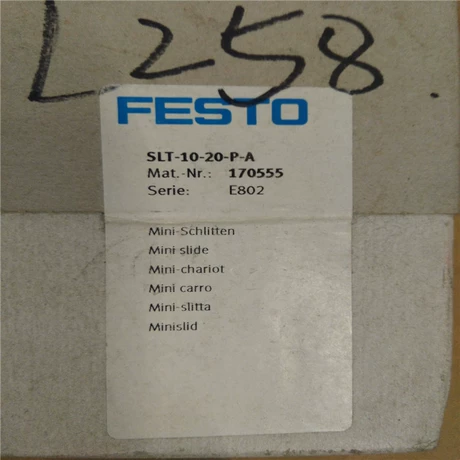 L258.
FESTO
SLT-10-20-P-A
Mat.-Nr.: 170555
Serie: E802
Mini-Schlitten
Mini slide
Mini-chariot
Mini carro
Mini-slitta
Minislid